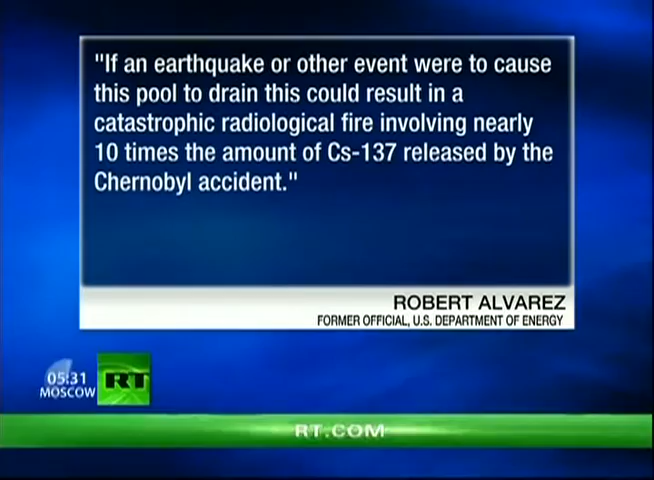 "If an earthquake or other event were to cause
this pool to drain this could result in a
catastrophic radiological fire involving nearly
10 times the amount of Cs-137 released by the
Chernobyl accident."
ROBERT ALVAREZ
FORMER OFFICIAL, U.S. DEPARTMENT OF ENERGY
05:31
MOSCOW
RT
RT.COM